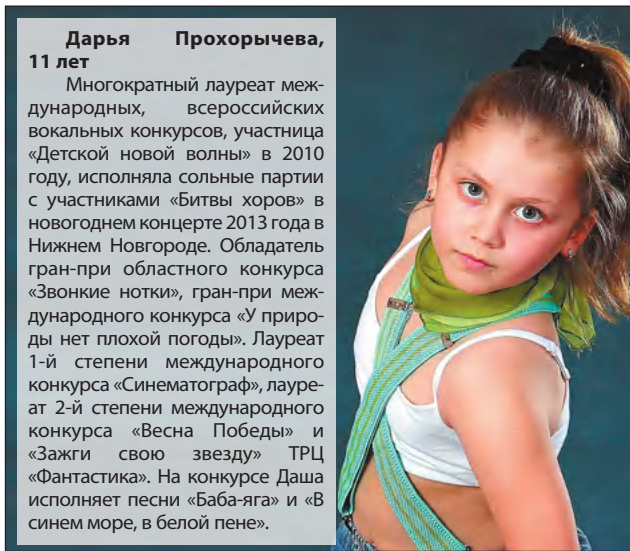 Дарья Прохорычева,
11 лет
Многократный лауреат меж-
дународных, всероссийских
вокальных конкурсов, участница
«Детской новой волны» в 2010
году, исполняла сольные партии
с участниками «Битвы хоров» в
новогоднем концерте 2013 года в
Нижнем Новгороде. Обладатель
гран-при областного конкурса
«Звонкие нотки», гран-при меж-
дународного конкурса «У приро-
ды нет плохой погоды». Лауреат
1-й степени международного
конкурса «Синематограф», лауре-
ат 2-й степени международного
конкурса «Весна Победы» и
«Зажги свою звезду» ТРЦ
«Фантастика». На конкурсе Даша
исполняет песни «Баба-яга» и «В
синем море, в белой пене».